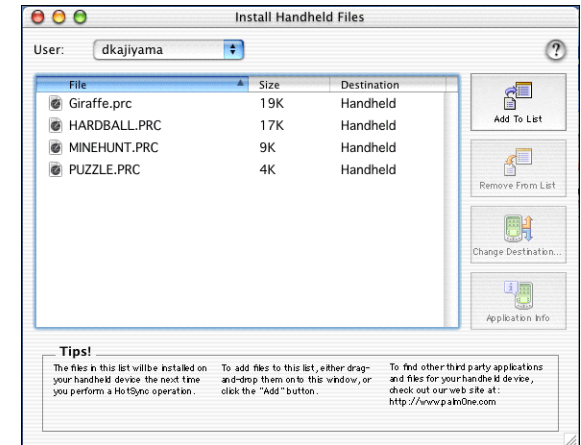 Install Handheld Files
User: dkajiyama
?
File Size Destination
Giraffe.prc 19K Handheld
HARDBALL.PRC 17K Handheld
MINEHUNT.PRC 9K Handheld
PUZZLE.PRC 4K Handheld
Add To List
Remove From List
Change Destination...
Application Info
Tips!
The files in this list will be installed on
your handheld device the next time
you perform a HotSync operation.
To add files to this list, either drag-
and-drop them onto this window, or
click the "Add" button.
To find other third party applications
and files for your handheld device,
check out our web site at:
http://www.palmOne.com